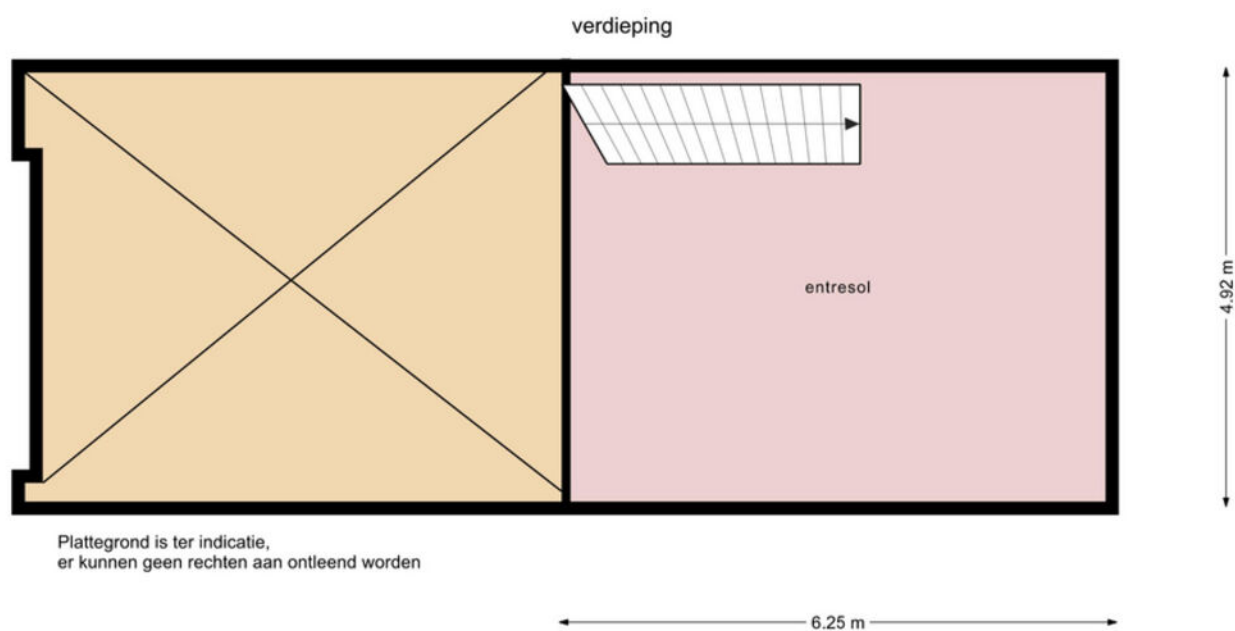 verdieping
entresol
4.92 m
Plattegrond is ter indicatie,
er kunnen geen rechten aan ontleend worden
6.25 m